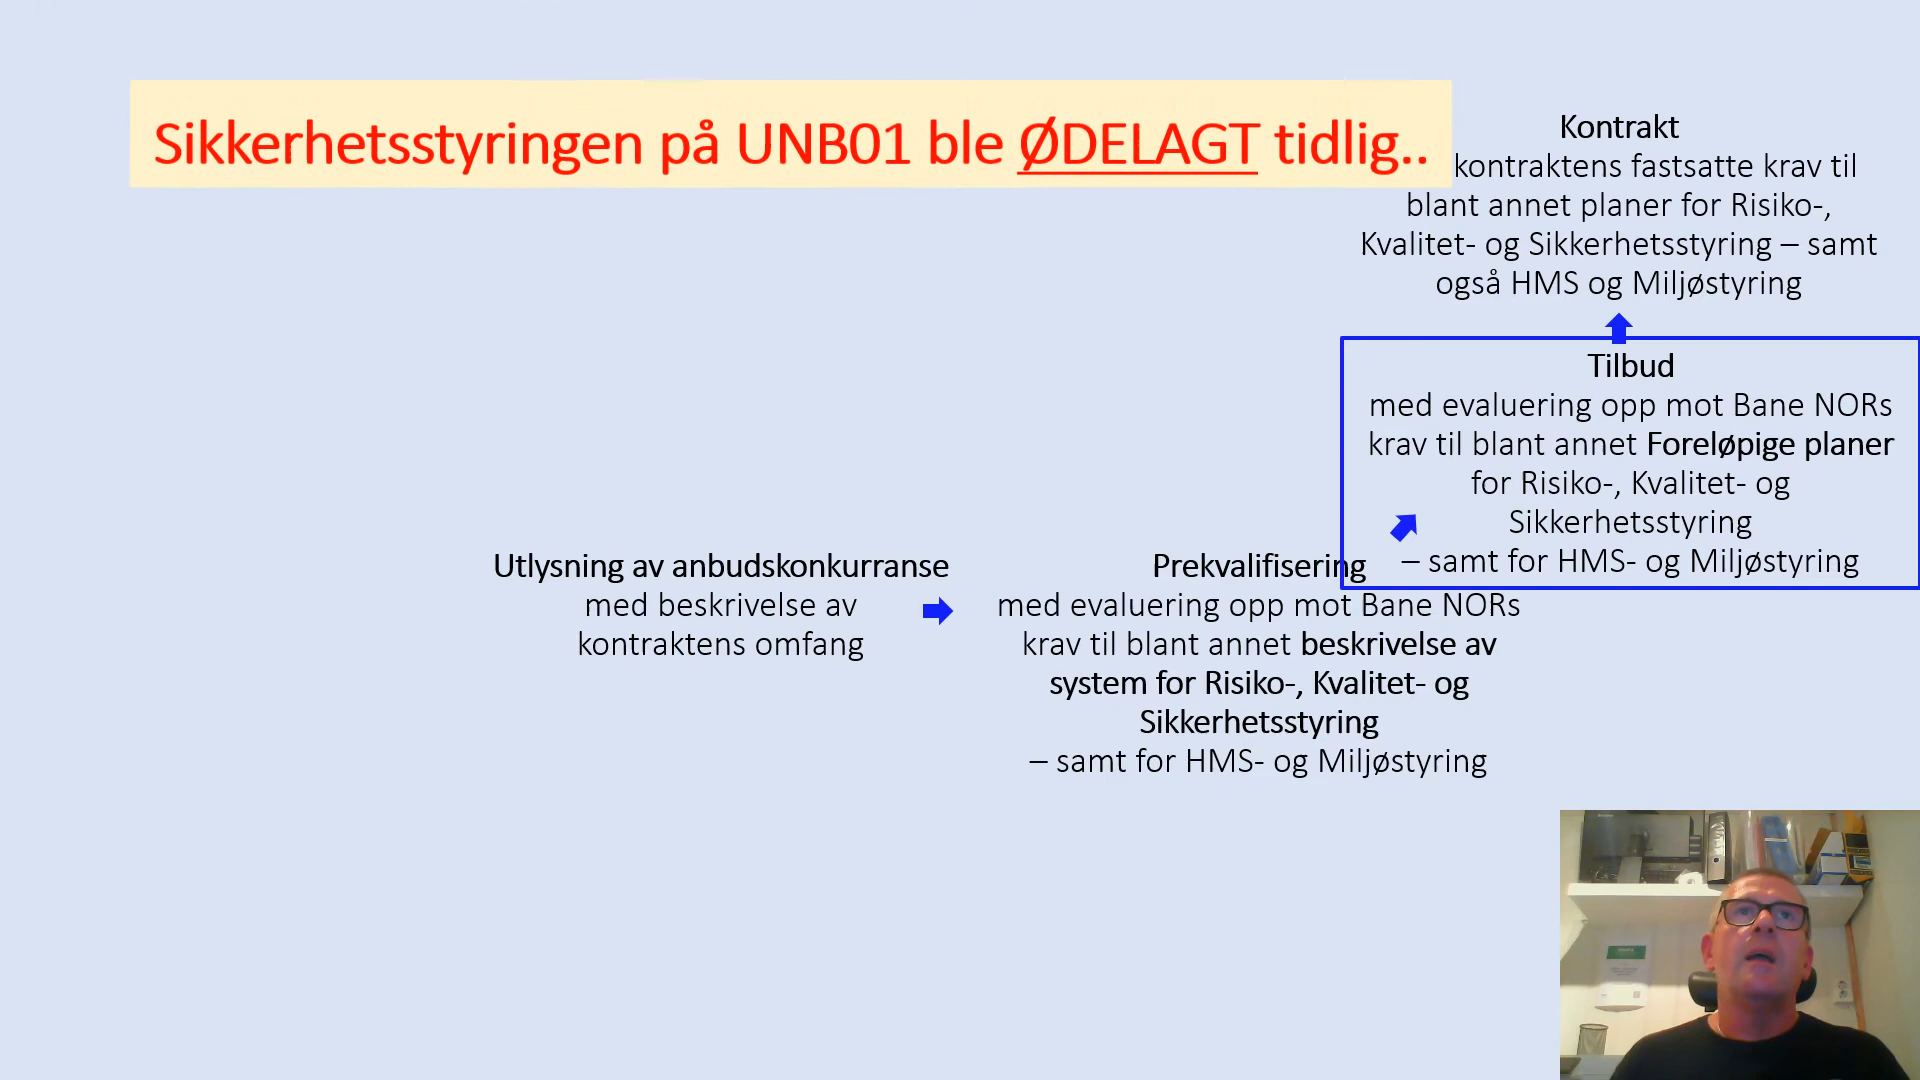 Sikkerhetsstyringen på UNB01 ble ØDELAGT tidlig..
Kontrakt
kontraktens fastsatte krav til
blant annet planer for Risiko-,
Kvalitet- og Sikkerhetsstyring – samt
også HMS og Miljøstyring
Tilbud
med evaluering opp mot Bane NORs
krav til blant annet Foreløpige planer
for Risiko-, Kvalitet- og
Sikkerhetsstyring
– samt for HMS- og Miljøstyring
Utlysning av anbudskonkurranse
med beskrivelse av
kontraktens omfang
Prekvalifisering
med evaluering opp mot Bane NORs
krav til blant annet beskrivelse av
system for Risiko-, Kvalitet- og
Sikkerhetsstyring
– samt for HMS- og Miljøstyring